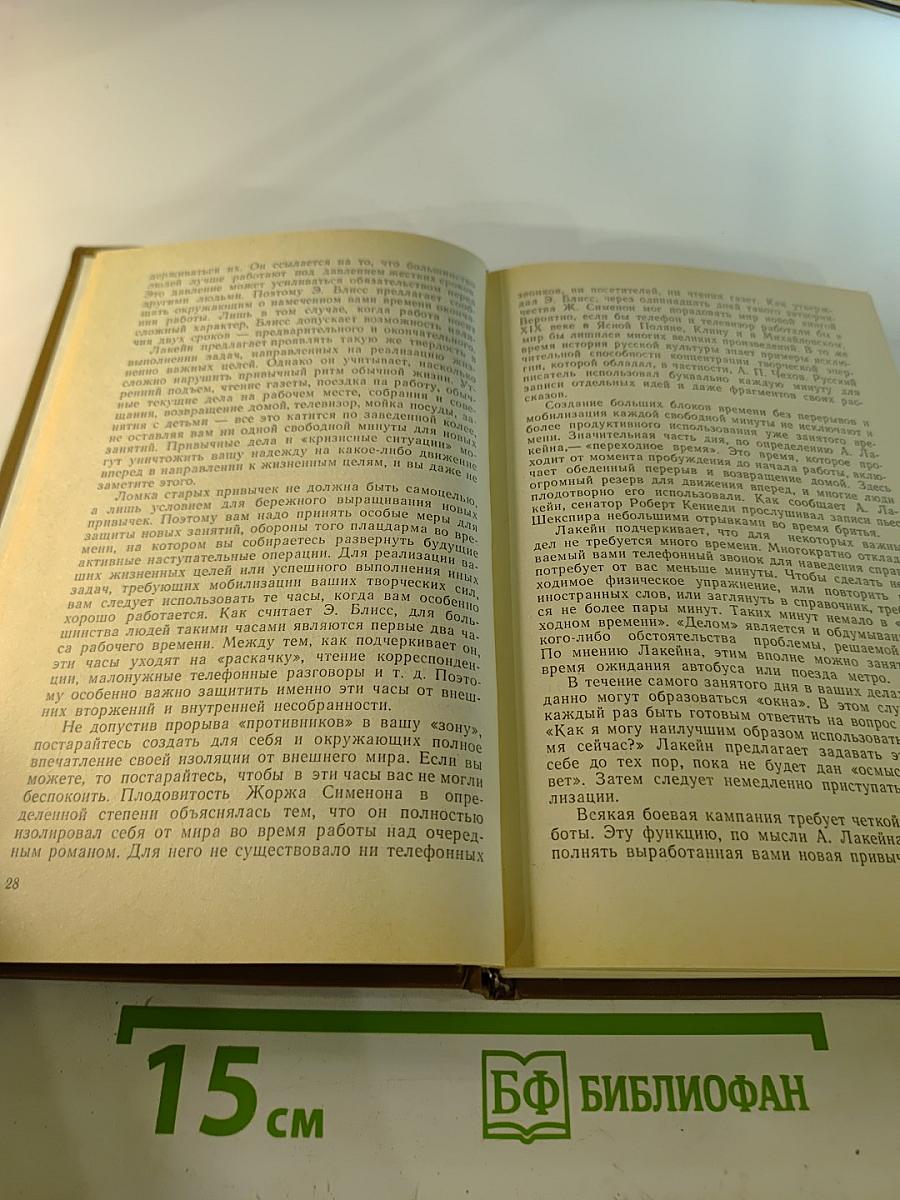 держиваться их. Он ссылается на то, что большинство
людей лучше работают под давлением жестких сроков.
Это давление может усиливаться обязательством перед
другими людьми. Поэтому Э. Блисс предлагает сооб-
щать окружающим о намеченном вами времени оконча-
ния работы. Лишь в том случае, когда работа носит
сложный характер, Блисс допускает возможность назна-
чия двух сроков — предварительного и окончательного.
Лакейн предлагает проявлять такую же твердость в
выполнении задач, направленных на реализацию жиз-
ненно важных целей. Однако он учитывает, насколько
сложно нарушить привычный ритм обычной жизни. Ут-
ренний подъем, чтение газеты, поездка на работу, обыч-
ные текущие дела на рабочем месте, собрания и сове-
щания, возвращение домой, телевизор, мойка посуды, за-
нятия с детьми — все это катится по заведенной колее,
не оставляя вам ни одной свободной минуты для новых
занятий. Привычные дела и «кризисные ситуации» мо-
гут уничтожить вашу надежду на какое-либо движение
вперед в направлении к жизненным целям, и вы даже не
заметите этого.
Ломка старых привычек не должна быть самоцелью,
а лишь условием для бережного выращивания новых
привычек. Поэтому вам надо принять особые меры для
защиты новых занятий, обороны того плацдарма во вре-
мени, на котором вы собираетесь развернуть будущие
активные наступательные операции. Для реализации ва-
ших жизненных целей или успешного выполнения иных
задач, требующих мобилизации ваших творческих сил,
вам следует использовать те часы, когда вам особенно
хорошо работается. Как считает Э. Блисс, для боль-
шинства людей такими часами являются первые два ча-
са рабочего времени. Между тем, как подчеркивает он,
эти часы уходят на «раскачку», чтение корреспонден-
ции, малонужные телефонные разговоры и т. д. Поэто-
му особенно важно защитить именно эти часы от внеш-
них вторжений и внутренней несобранности.
Не допустив прорыва «противников» в вашу «зону»,
постарайтесь создать для себя и окружающих полное
впечатление своей изоляции от внешнего мира. Если вы
можете, то постарайтесь, чтобы в эти часы вас не могли
беспокоить. Плодовитость Жоржа Сименона в опре-
деленной степени объяснялась тем, что он полностью
изолировал себя от мира во время работы над очеред-
ным романом. Для него не существовало ни телефонных
28
звонков, ни посетителей, ни чтения газет. Как утверж-
дал Э. Блисс, через одиннадцать дней такого затворни-
чества Ж. Сименон мог порадовать мир новой книгой.
Вероятно, если бы телефон и телевизор работали бы в
XIX веке в Ясной Поляне, Клину и в Михайловском,
мир бы лишился многих великих произведений. В то же
время история русской культуры знает примеры исклю-
чительной способности концентрации творческой энер-
гии, которой обладал, в частности, А. П. Чехов. Русский
писатель использовал буквально каждую минуту для
записи отдельных идей и даже фрагментов своих рас-
сказов.
Создание больших блоков времени без перерывов и
мобилизация каждой свободной минуты не исключают и
более продуктивного использования уже занятого вре-
мени. Значительная часть дня, по определению А. Ла-
кейна,— «переходное время». Это время, которое про-
ходит от момента пробуждения до начала работы, вклю-
чает обеденный перерыв и возвращение домой. Здесь
огромный резерв для движения вперед, и многие люди
плодотворно его использовали. Как сообщает А. Ла-
кейн, сенатор Роберт Кеннеди прослушивал записи пьес
Шекспира небольшими отрывками во время бритья.
Лакейн подчеркивает, что для некоторых важных
дел не требуется много времени. Многократно отклад
ваемый вами телефонный звонок для наведения справ
потребует от вас меньше минуты. Чтобы сделать не
ходимое физическое упражнение, или повторить
иностранных слов, или заглянуть в справочник, треб
ся не более пары минут. Таких минут немало в «
ходном времени». «Делом» является и обдумыван
кого-либо обстоятельства проблемы, решаемой
По мнению Лакейна, этим вполне можно занят
время ожидания автобуса или поезда метро.
В течение самого занятого дня в ваших дела
данно могут образоваться «окна». В этом слу
каждый раз быть готовым ответить на вопрос
«Как я могу наилучшим образом использовать
мя сейчас?» Лакейн предлагает задавать э
себе до тех пор, пока не будет дан «осмыс
вет». Затем следует немедленно приступать
лизации.
Всякая боевая кампания требует четкой
боты. Эту функцию, по мысли А. Лакейна
полнять выработанная вами новая привыч
15 см
БФ БИБЛИОФАН